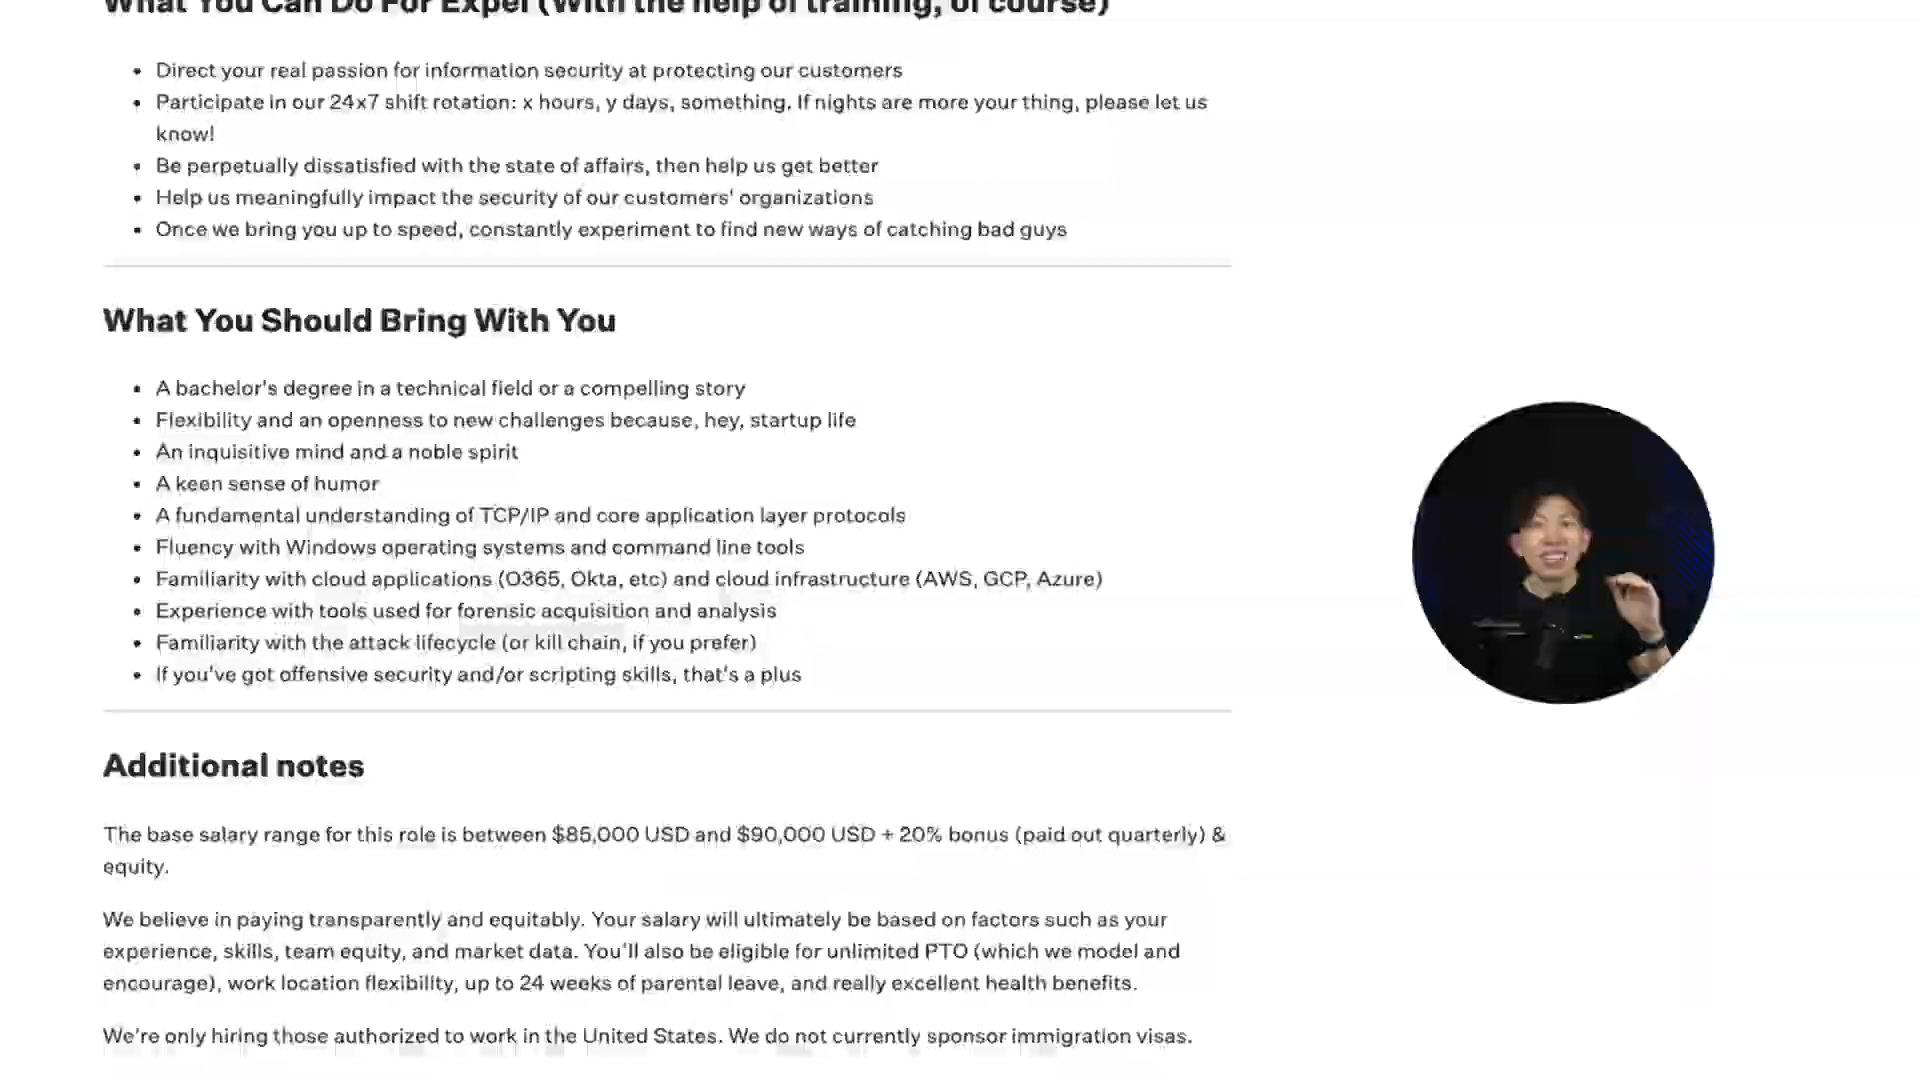 What You Can Do For Expel (With the help of training, of course)
• Direct your real passion for information security at protecting our customers
• Participate in our 24x7 shift rotation: x hours, y days, something. If nights are more your thing, please let us
know!
• Be perpetually dissatisfied with the state of affairs, then help us get better
• Help us meaningfully impact the security of our customers' organizations
• Once we bring you up to speed, constantly experiment to find new ways of catching bad guys
What You Should Bring With You
• A bachelor's degree in a technical field or a compelling story
• Flexibility and an openness to new challenges because, hey, startup life
• An inquisitive mind and a noble spirit
• A keen sense of humor
• A fundamental understanding of TCP/IP and core application layer protocols
• Fluency with Windows operating systems and command line tools
• Familiarity with cloud applications (O365, Okta, etc) and cloud infrastructure (AWS, GCP, Azure)
• Experience with tools used for forensic acquisition and analysis
• Familiarity with the attack lifecycle (or kill chain, if you prefer)
• If you've got offensive security and/or scripting skills, that's a plus
Additional notes
The base salary range for this role is between $85,000 USD and $90,000 USD + 20% bonus (paid out quarterly) &
equity.
We believe in paying transparently and equitably. Your salary will ultimately be based on factors such as your
experience, skills, team equity, and market data. You'll also be eligible for unlimited PTO (which we model and
encourage), work location flexibility, up to 24 weeks of parental leave, and really excellent health benefits.
We're only hiring those authorized to work in the United States. We do not currently sponsor immigration visas.